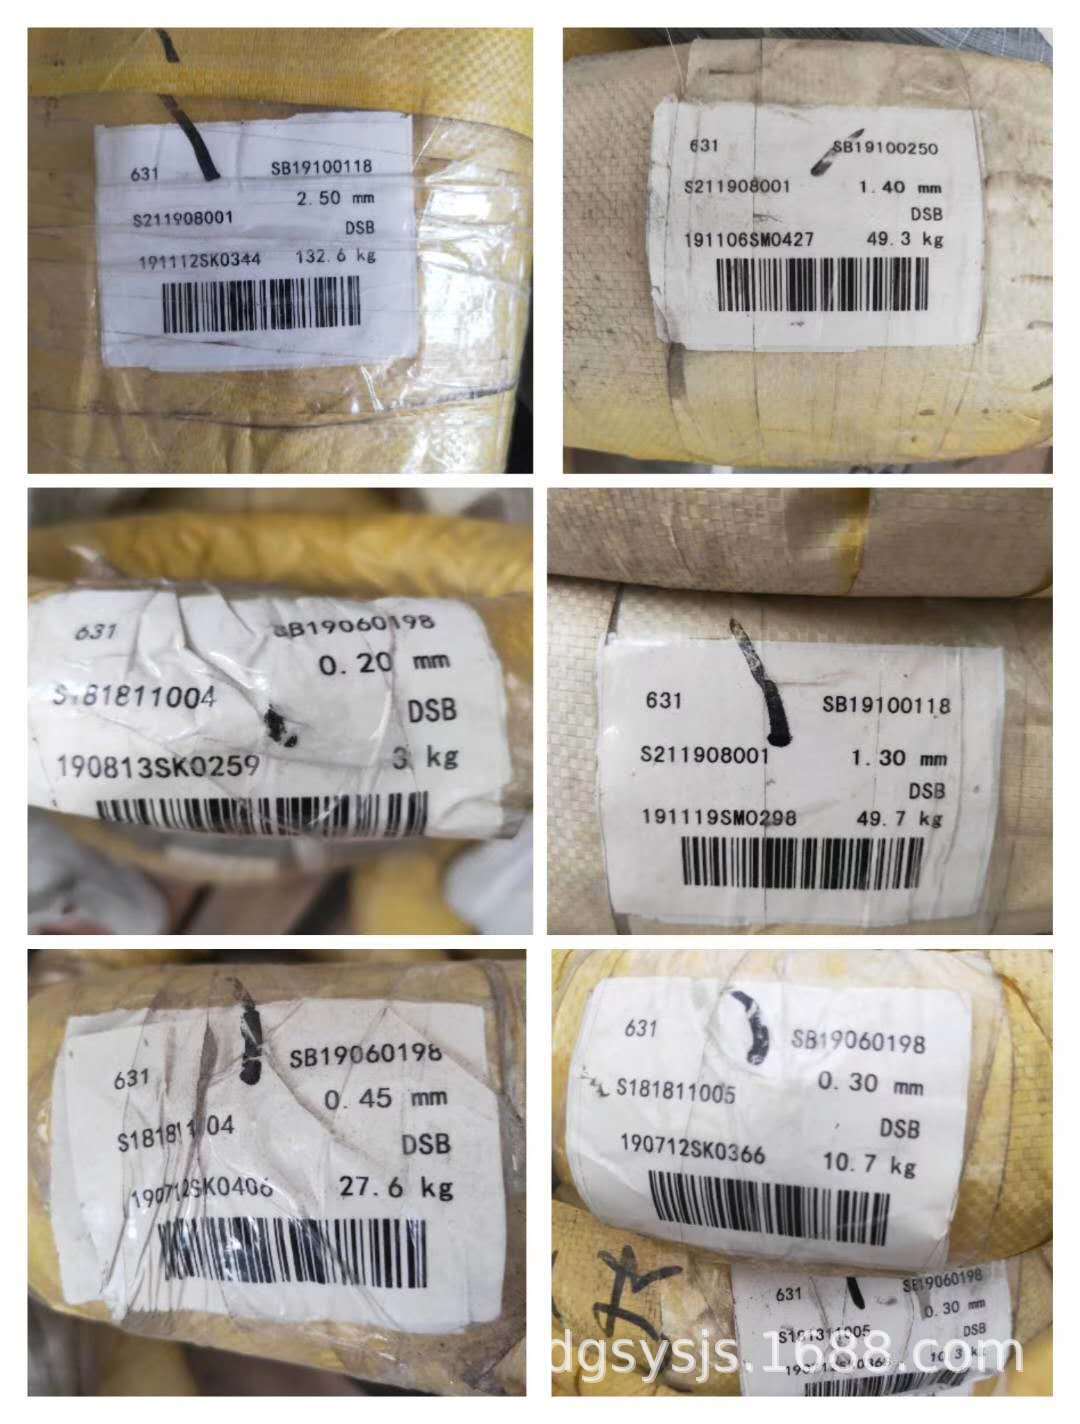 631 SB19100118
2.50 mm
S211908001
DSB
191112SK0344 132.6 kg
631 SB19100250
S211908001 1.40 mm
DSB
191106SM0427 49.3 kg
631 SB19060198
0.20 mm
S181811004
DSB
190813SK0259 3 kg
631 SB19100118
S211908001 1.30 mm
DSB
191119SM0298 49.7 kg
631 SB19060198
0.45 mm
DSB
190712SK0406 27.6 kg
631 SB19060198
S181811005 0.30 mm
DSB
190712SK0366 10.7 kg
631 SB19060198
0.30 mm
DSB
dgsysjs.1688.com